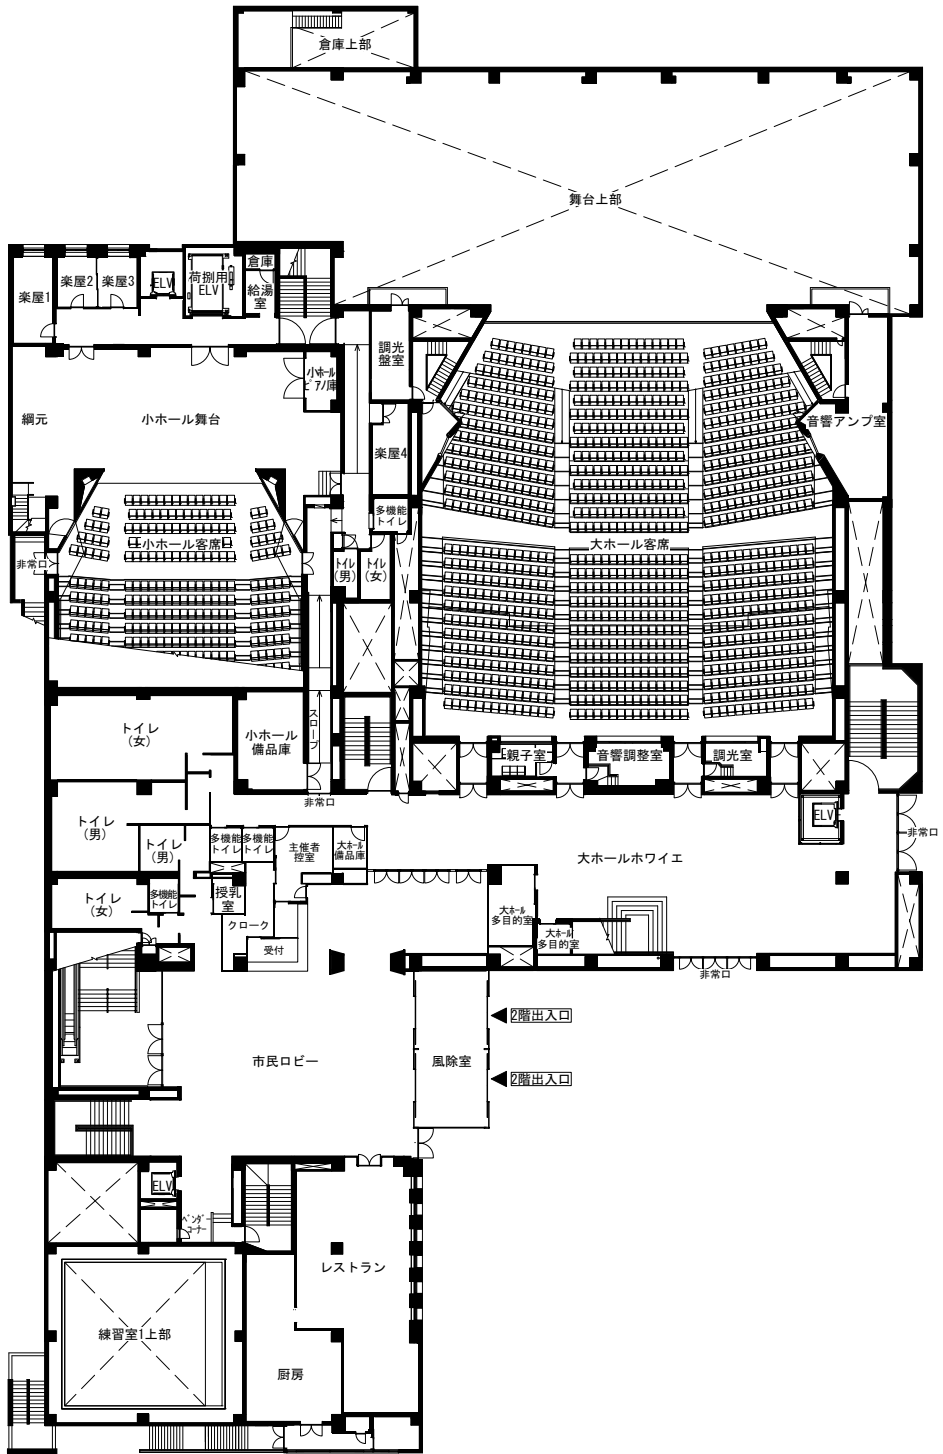 倉庫上部
舞台上部
倉庫
楽屋1
楽屋2
楽屋3
ELV
荷捌用
ELV
給湯
室
調光
盤室
小ホール
ピアノ庫
綱元
小ホール舞台
音響アンプ室
楽屋4
多機能
トイレ
小ホール客席
大ホール客席
非常口
トイレ
(男)
トイレ
(女)
トイレ
(女)
小ホール
備品庫
スロープ
親子室
音響調整室
調光室
非常口
トイレ
(男)
トイレ
(男)
多機能
トイレ
多機能
トイレ
主催者
控室
大ホール
備品庫
大ホールホワイエ
ELV
非常口
トイレ
(女)
多機能
トイレ
授乳
室
クローク
受付
大ホール
多目的室
大ホール
多目的室
非常口
2階出入口
市民ロビー
風除室
2階出入口
ELV
ベンダー
コーナー
レストラン
練習室1上部
厨房